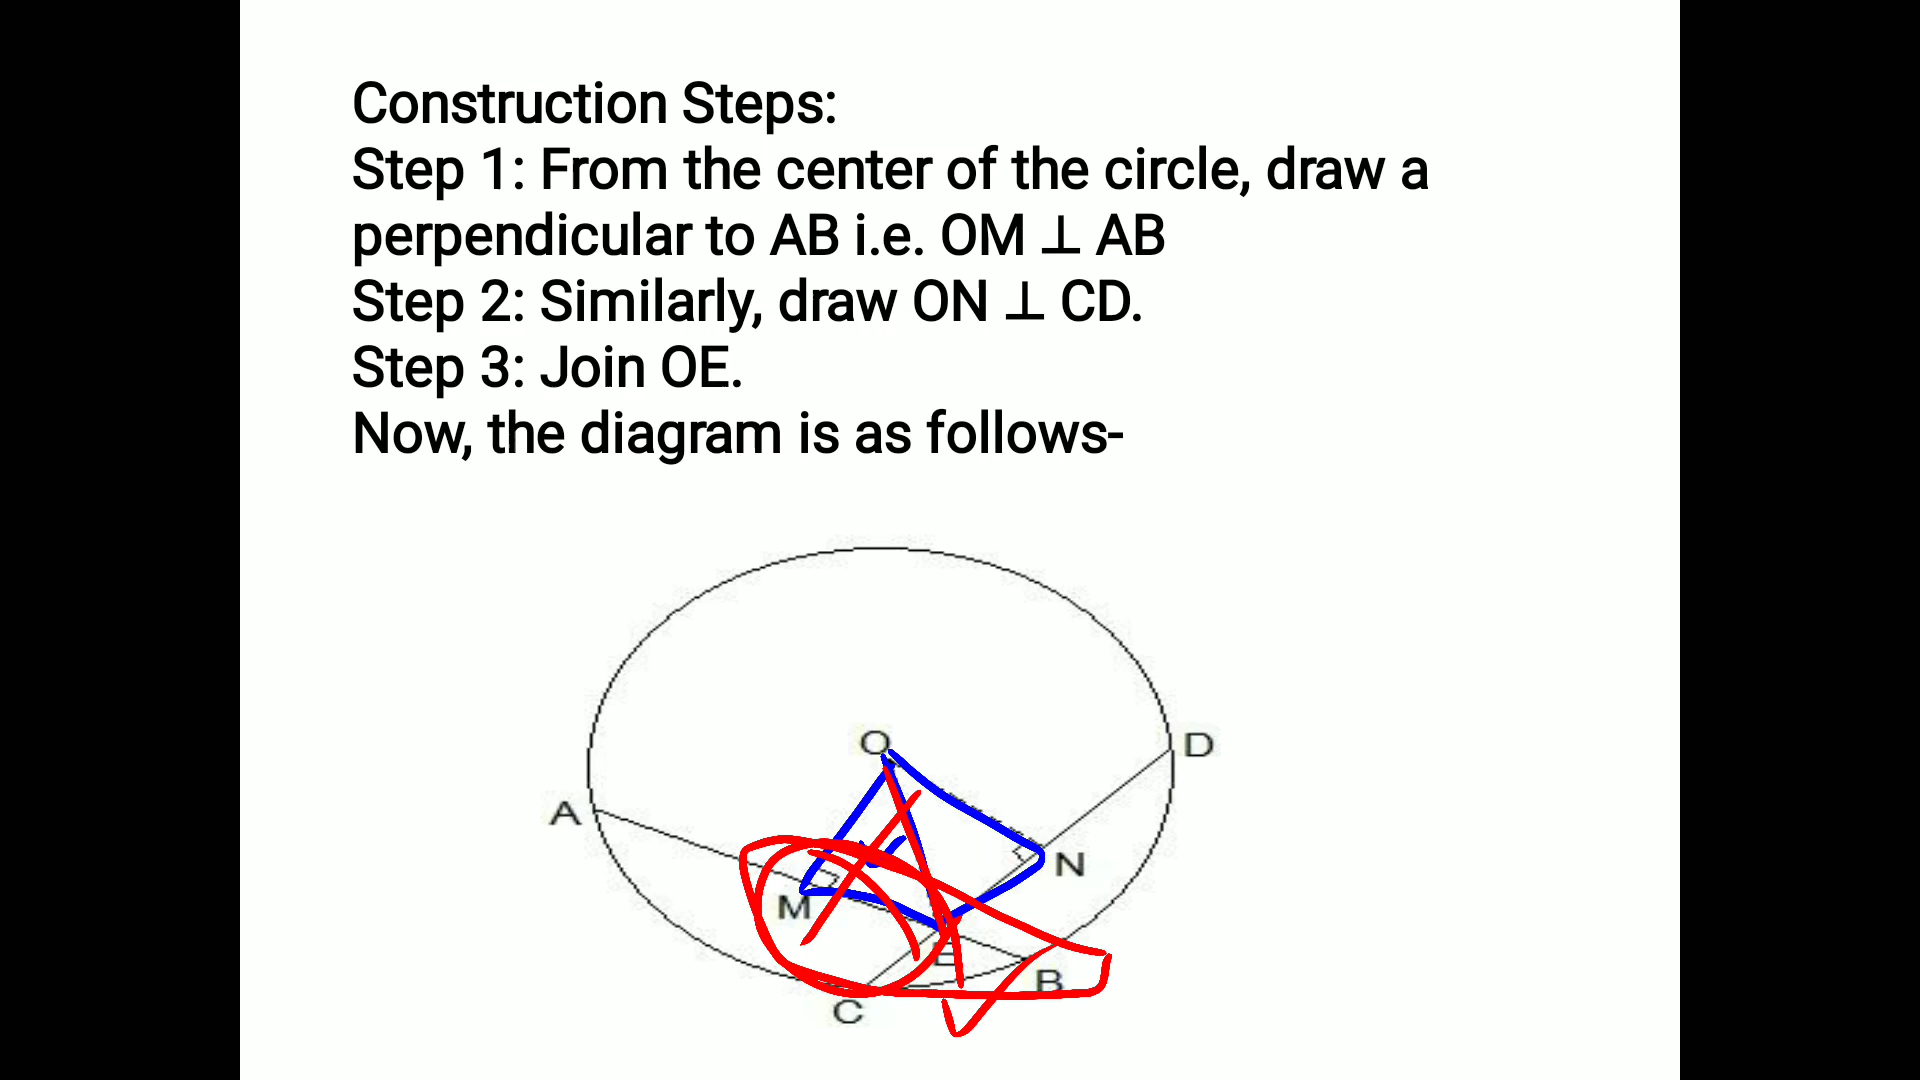 Construction Steps:
Step 1: From the center of the circle, draw a
perpendicular to AB i.e. OM ⊥ AB
Step 2: Similarly, draw ON ⊥ CD.
Step 3: Join OE.
Now, the diagram is as follows-
O
D
A
N
M
E
B
C